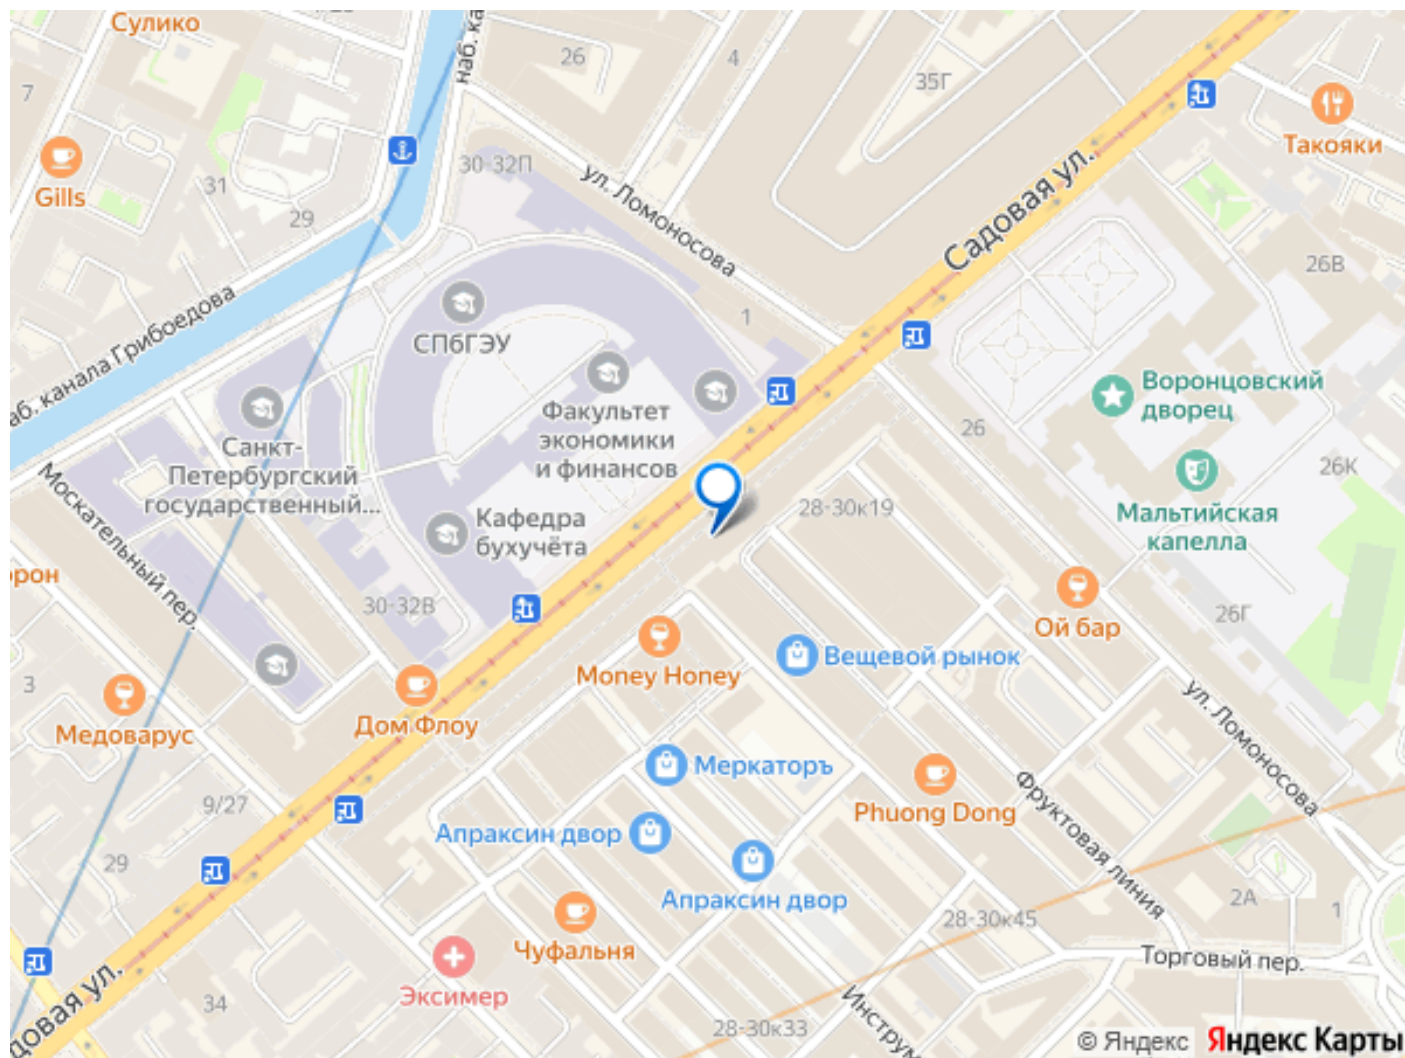 Сулико
наб. ка
26
4
35Г
7
Такояки
Gills
30-32П
ул. Ломоносова
31
29
Садовая ул.
26В
наб. канала Грибоедова
1
СПбГЭУ
Факультет
экономики
и финансов
Воронцовский
дворец
26
Санкт-
Петербургский
государственный...
Москательный пер.
26К
28-30к19
Мальтийская
капелла
Кафедра
бухучёта
орон
30-32В
26Г
Ой бар
Money Honey
Вещевой рынок
3
Медоварус
Дом Флоу
ул. Ломоносова
Меркаторъ
9/27
Апраксин двор
Phuong Dong
Фруктовая линия
29
Апраксин двор
2А
1
28-30к45
Чуфальня
Торговый пер.
Эксимер
довая ул.
34
Инструм
28-30к33
© Яндекс Яндекс Карты